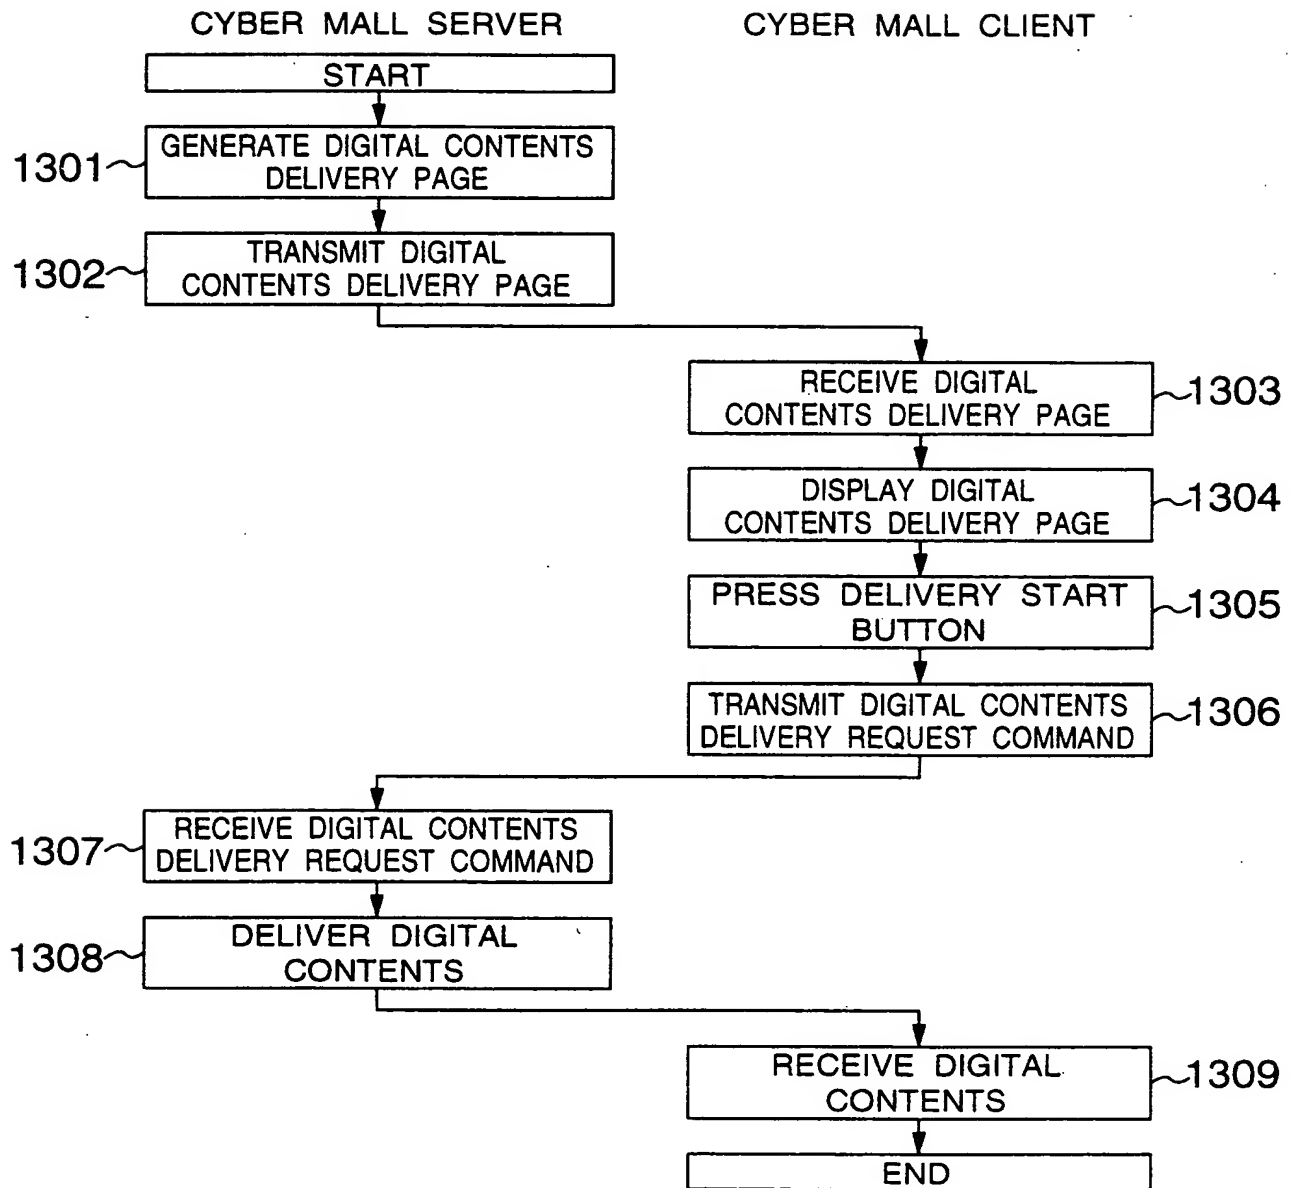 CYBER MALL SERVER
CYBER MALL CLIENT
START
1301
GENERATE DIGITAL CONTENTS
DELIVERY PAGE
1302
TRANSMIT DIGITAL
CONTENTS DELIVERY PAGE
RECEIVE DIGITAL
CONTENTS DELIVERY PAGE
1303
DISPLAY DIGITAL
CONTENTS DELIVERY PAGE
1304
PRESS DELIVERY START
BUTTON
1305
TRANSMIT DIGITAL CONTENTS
DELIVERY REQUEST COMMAND
1306
1307
RECEIVE DIGITAL CONTENTS
DELIVERY REQUEST COMMAND
1308
DELIVER DIGITAL
CONTENTS
RECEIVE DIGITAL
CONTENTS
1309
END